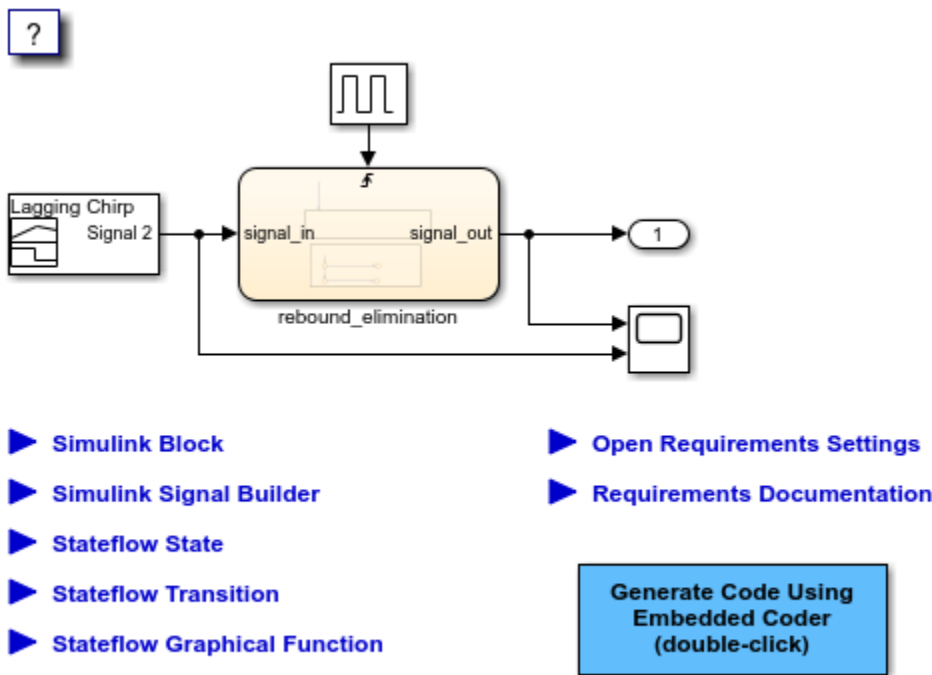 ?
Lagging Chirp
Signal 2
signal_in
signal_out
1
rebound_elimination
Simulink Block
Open Requirements Settings
Simulink Signal Builder
Requirements Documentation
Stateflow State
Stateflow Transition
Stateflow Graphical Function
Generate Code Using
Embedded Coder
(double-click)